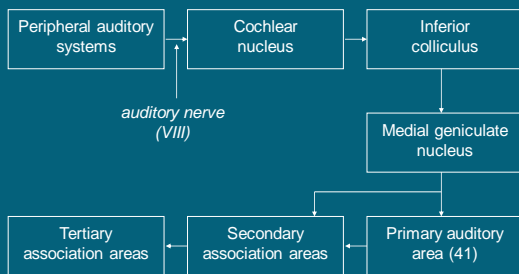 Peripheral auditory
systems
Cochlear
nucleus
Inferior
colliculus
auditory nerve
(VIII)
Medial geniculate
nucleus
Tertiary
association areas
Secondary
association areas
Primary auditory
area (41)